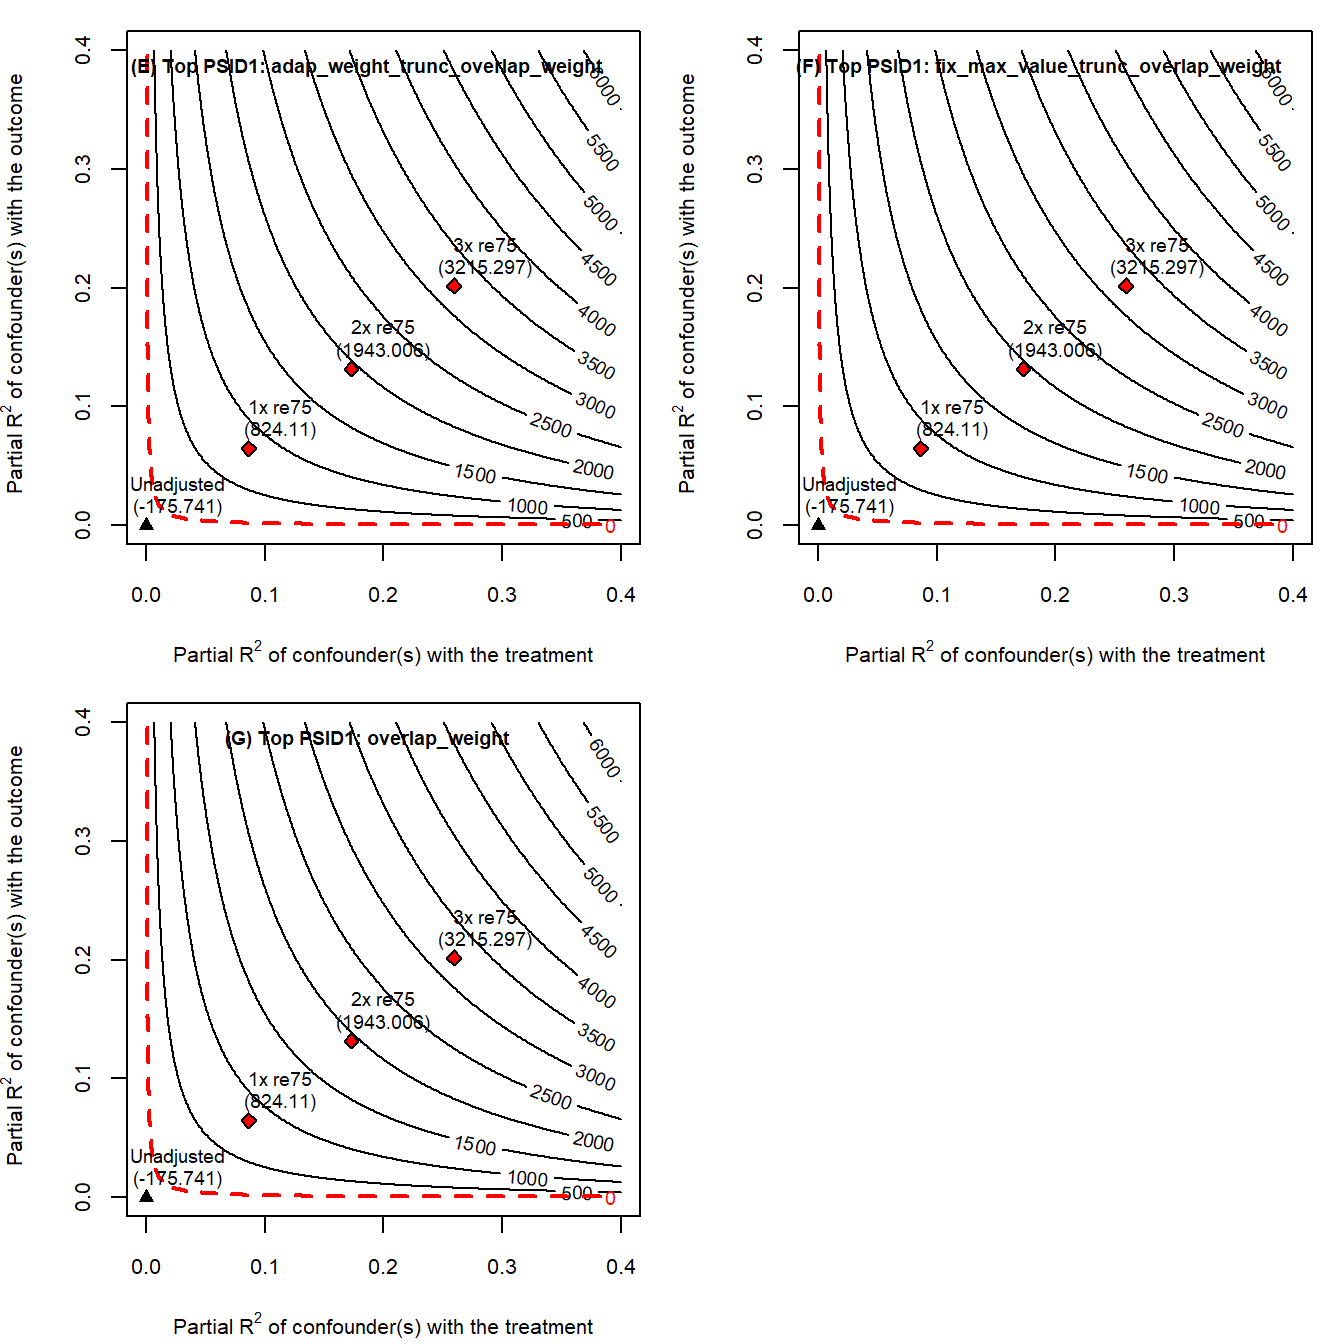 (E) Top PSID1: adap_weight_trunc_overlap_weight
Partial R² of confounder(s) with the outcome
0.4
0.3
0.2
0.1
0.0
6000
5500
5000
4500
4000
3500
3000
2500
2000
1500
1000
500
0
3x re75
(3215.297)
2x re75
(1943.006)
1x re75
(824.11)
Unadjusted
(-175.741)
0.0 0.1 0.2 0.3 0.4
Partial R² of confounder(s) with the treatment
(F) Top PSID1: fix_max_value_trunc_overlap_weight
Partial R² of confounder(s) with the outcome
0.4
0.3
0.2
0.1
0.0
6000
5500
5000
4500
4000
3500
3000
2500
2000
1500
1000
500
0
3x re75
(3215.297)
2x re75
(1943.006)
1x re75
(824.11)
Unadjusted
(-175.741)
0.0 0.1 0.2 0.3 0.4
Partial R² of confounder(s) with the treatment
(G) Top PSID1: overlap_weight
Partial R² of confounder(s) with the outcome
0.4
0.3
0.2
0.1
0.0
6000
5500
5000
4500
4000
3500
3000
2500
2000
1500
1000
500
0
3x re75
(3215.297)
2x re75
(1943.006)
1x re75
(824.11)
Unadjusted
(-175.741)
0.0 0.1 0.2 0.3 0.4
Partial R² of confounder(s) with the treatment